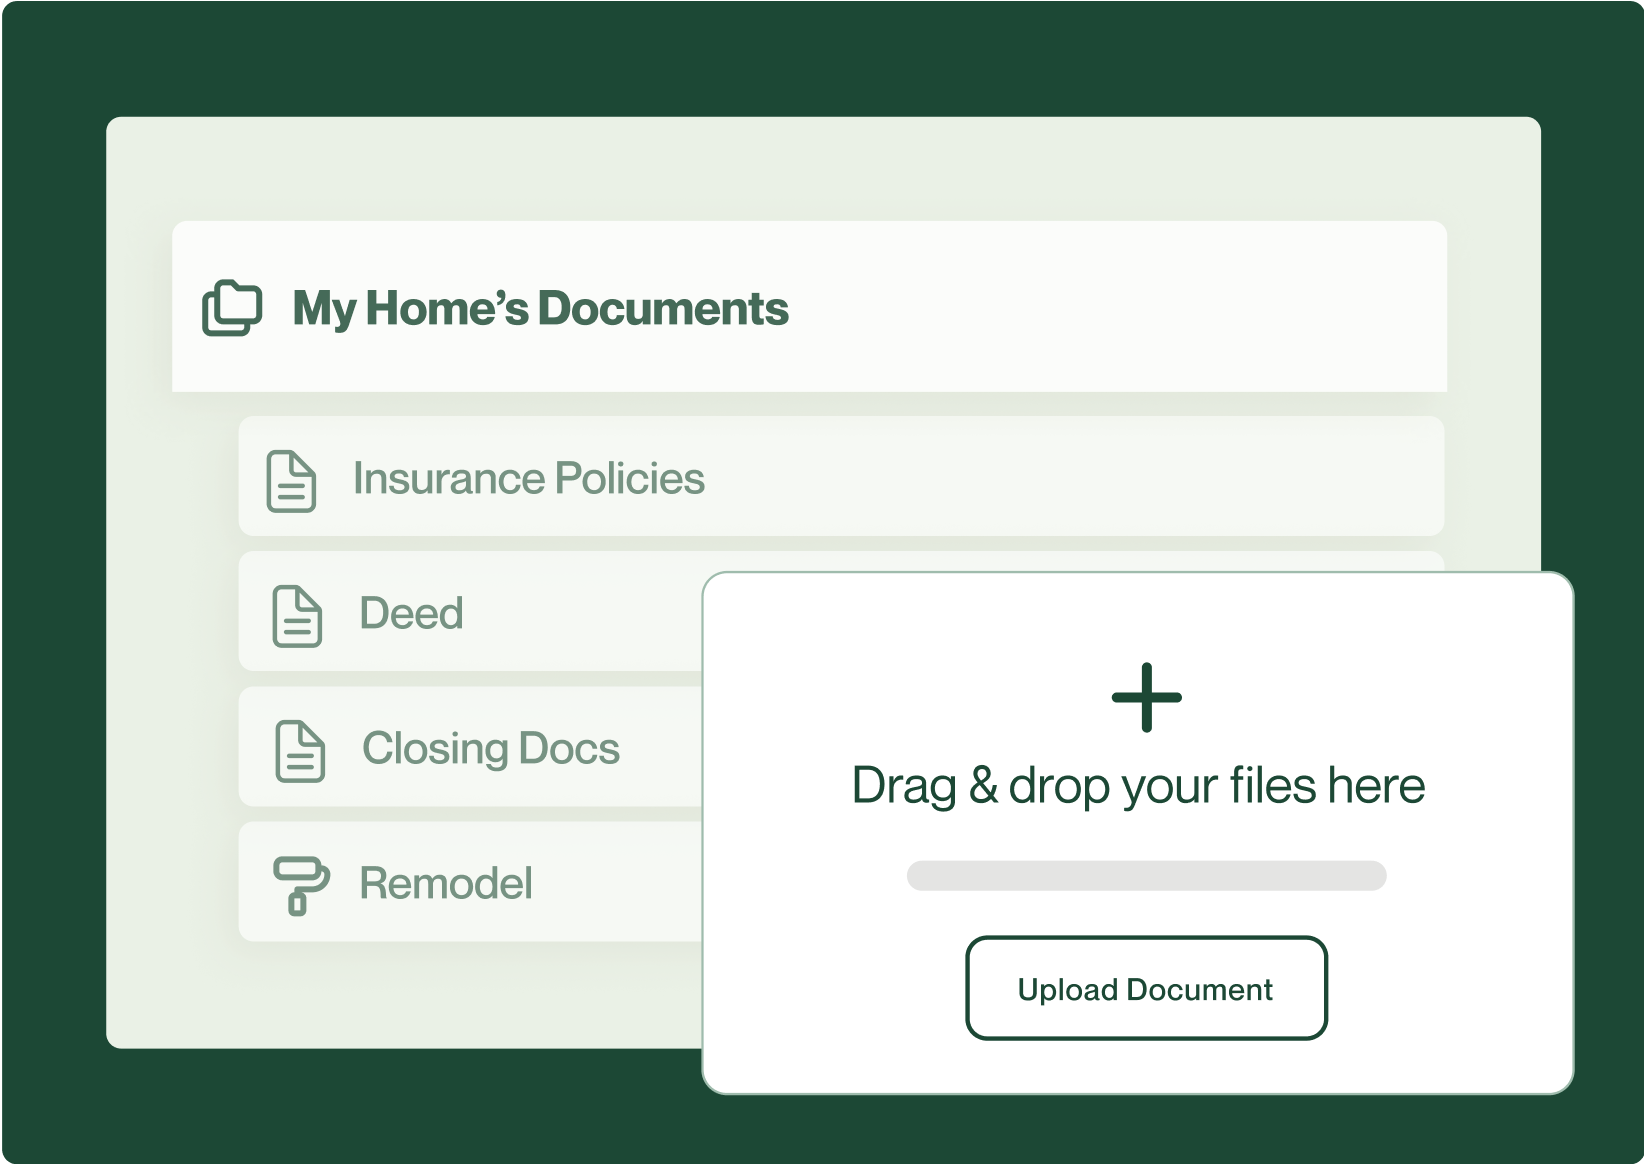 My Home’s Documents
Insurance Policies
Deed
Closing Docs
Remodel
Drag & drop your files here
Upload Document